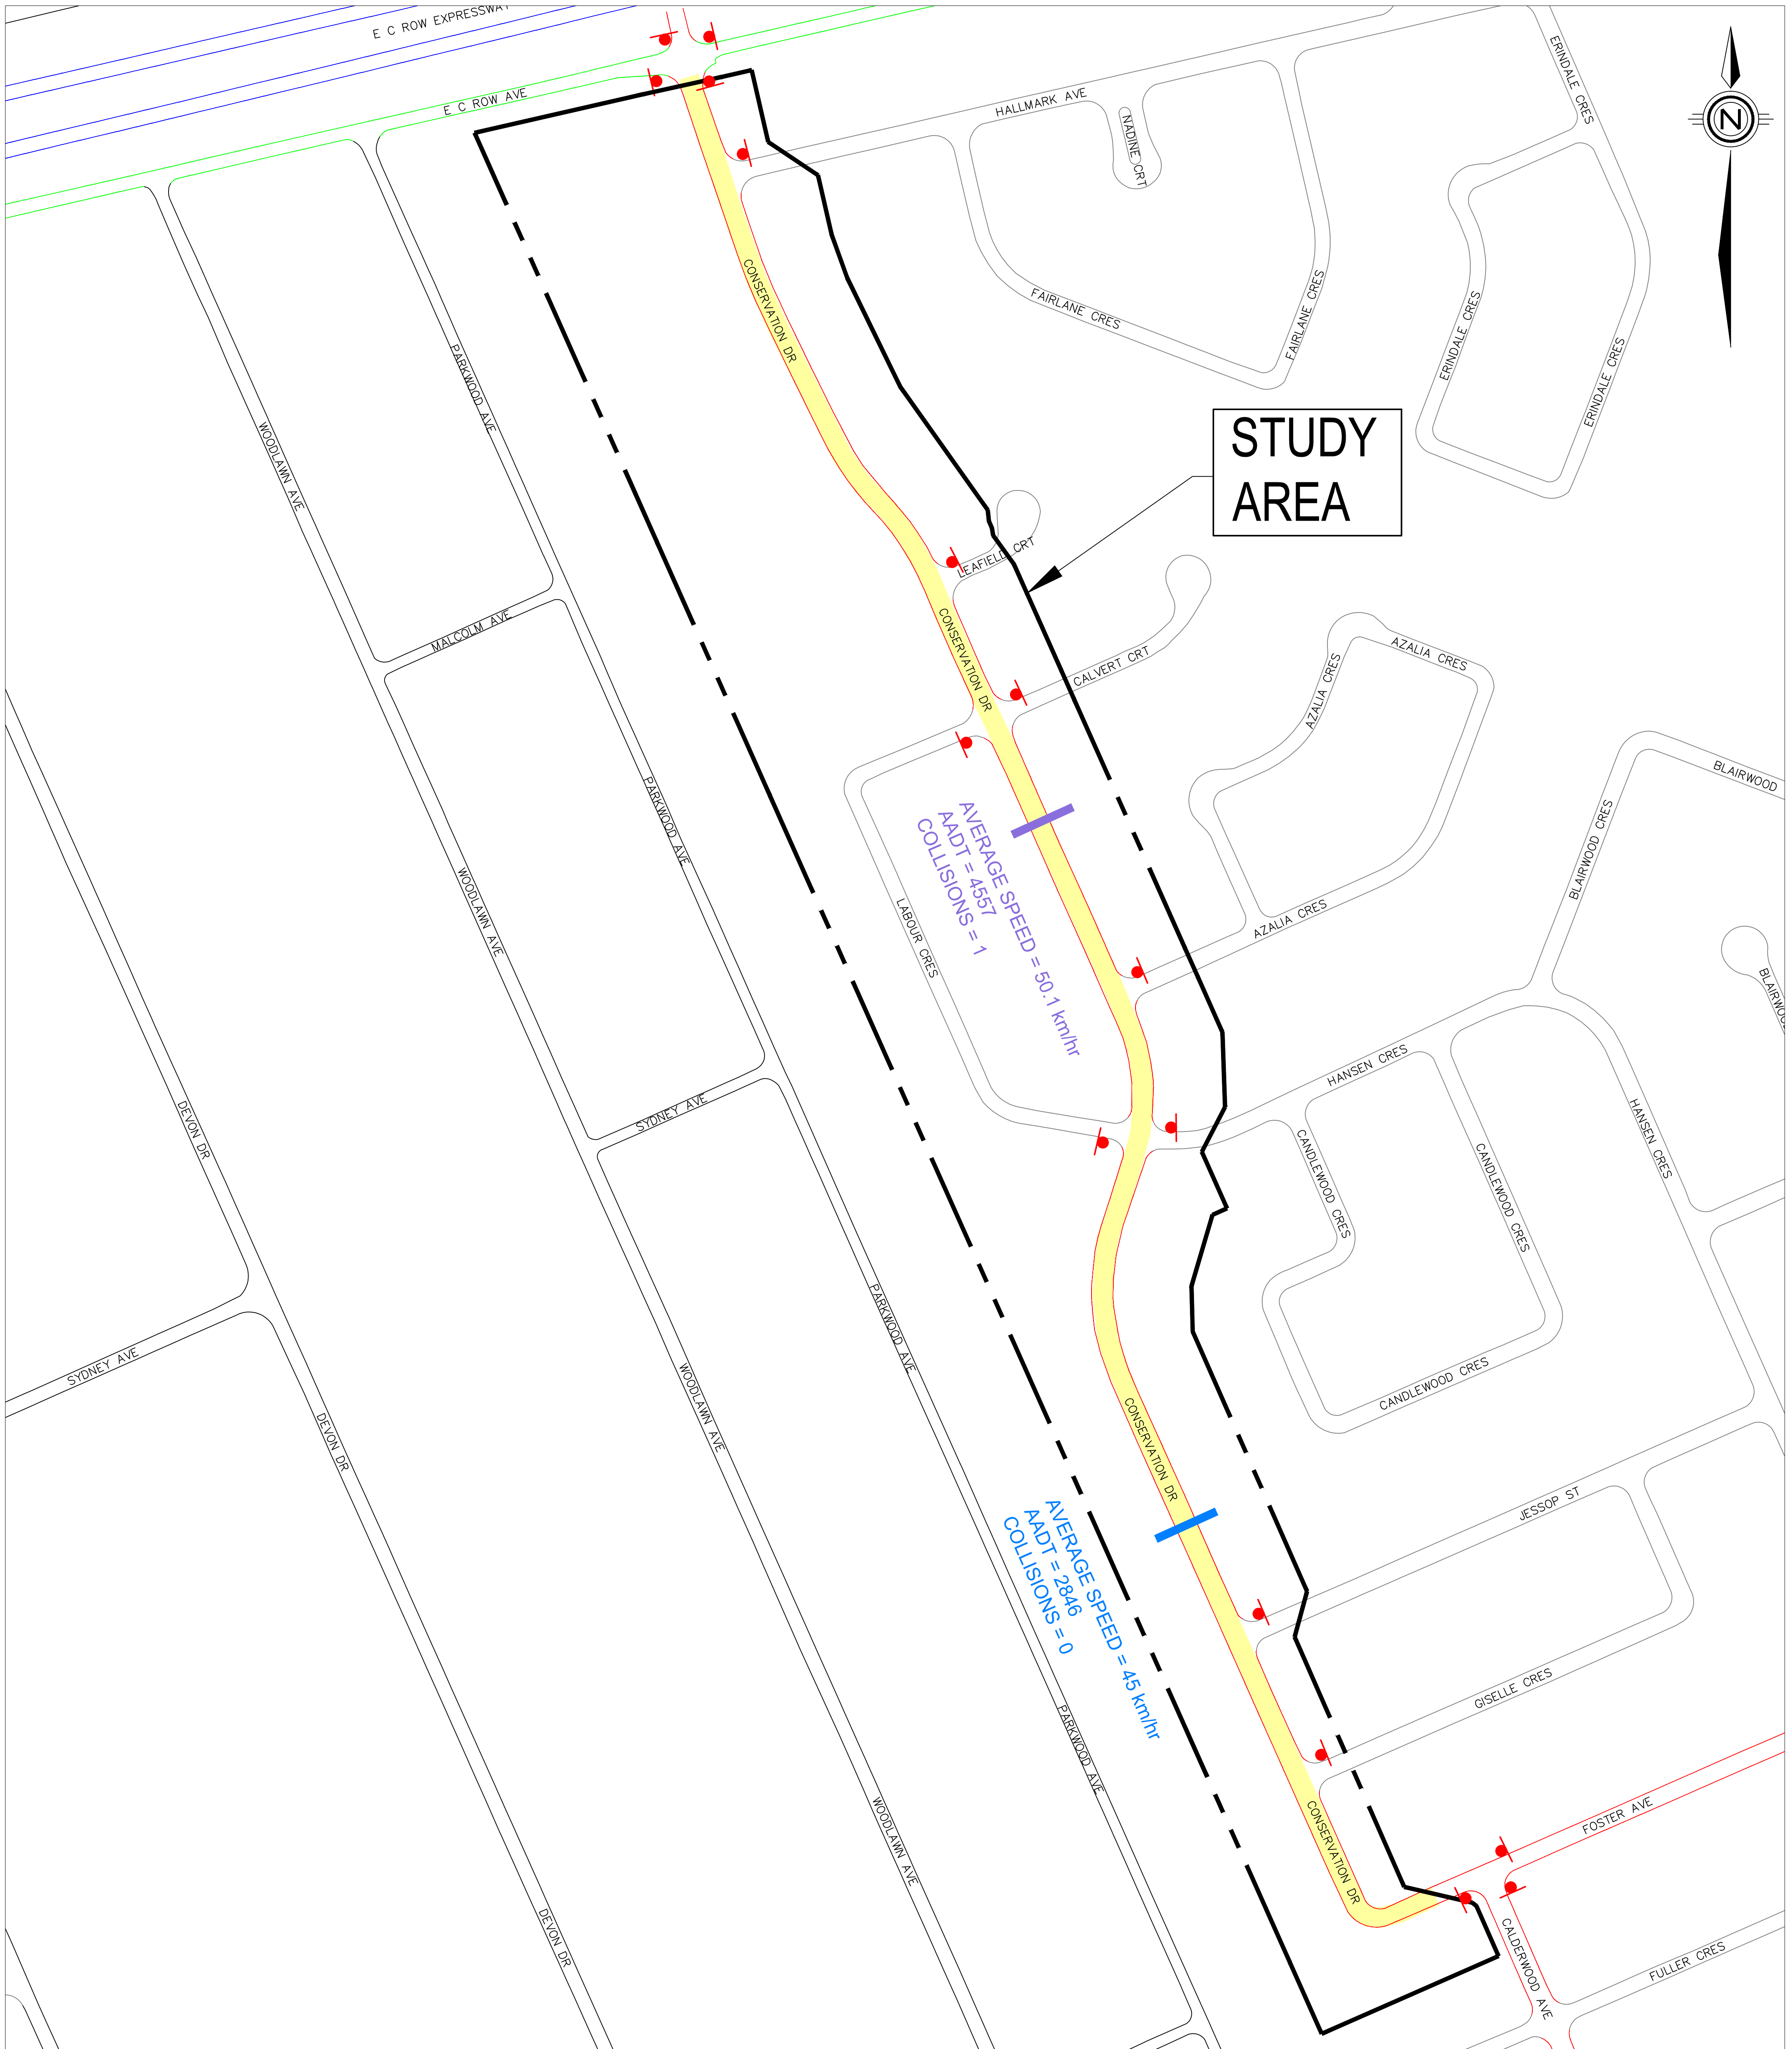 E C ROW EXPRESSWAY
E C ROW AVE
HALLMARK AVE
NADINE CRT
ERINDALE CRES
N
CONSERVATION DR
FAIRLANE CRES
FAIRLANE CRES
ERINDALE CRES
ERINDALE CRES
PARKWOOD AVE
WOODLAWN AVE
STUDY
AREA
LEAFIELD CRT
MALCOLM AVE
CONSERVATION DR
CALVERT CRT
AZALIA CRES
AZALIA CRES
BLAIRWOOD
BLAIRWOOD CRES
PARKWOOD AVE
WOODLAWN AVE
AVERAGE SPEED = 50.1 km/hr
AADT = 4557
COLLISIONS = 1
LABOUR CRES
AZALIA CRES
BLAIRWOO
HANSEN CRES
HANSEN CRES
DEVON DR
SYDNEY AVE
CANDLEWOOD CRES
CANDLEWOOD CRES
PARKWOOD AVE
SYDNEY AVE
WOODLAWN AVE
CANDLEWOOD CRES
DEVON DR
CONSERVATION DR
JESSOP ST
AVERAGE SPEED = 45 km/hr
AADT = 2846
COLLISIONS = 0
GISELLE CRES
PARKWOOD AVE
WOODLAWN AVE
CONSERVATION DR
FOSTER AVE
DEVON DR
CALDERWOOD AVE
FULLER CRES